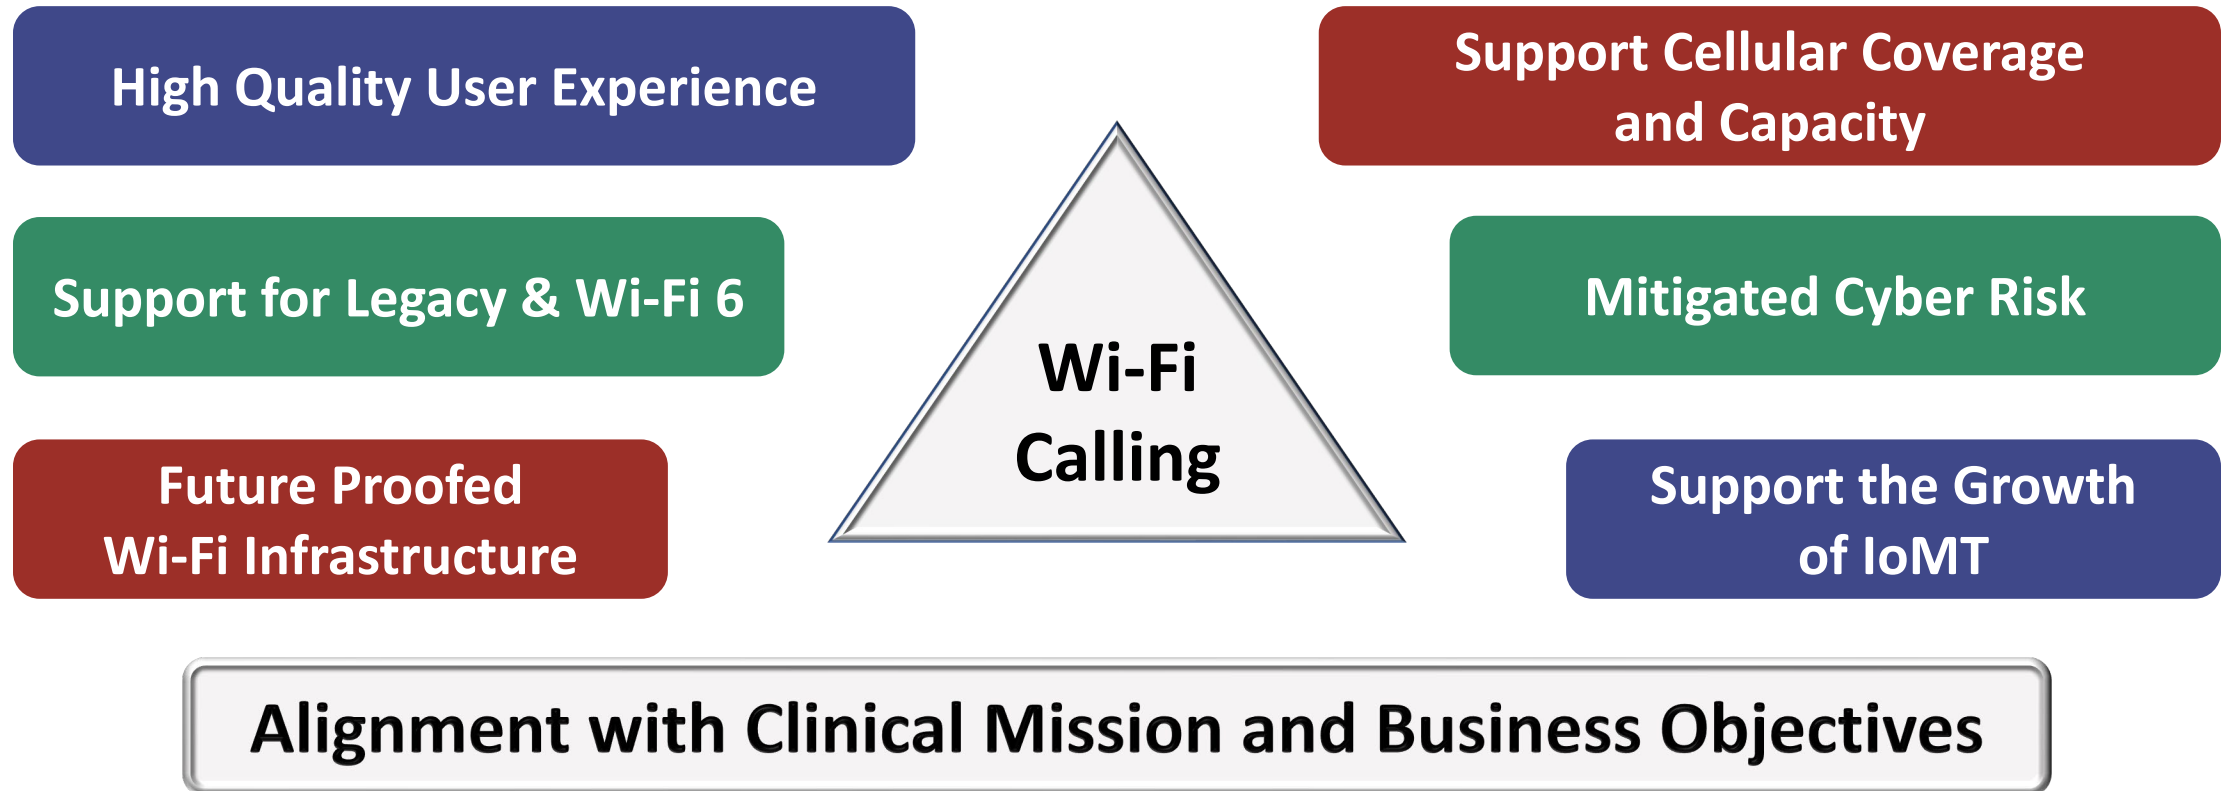 High Quality User Experience
Support for Legacy & Wi-Fi 6
Future Proofed
Wi-Fi Infrastructure
Wi-Fi
Calling
Support Cellular Coverage
and Capacity
Mitigated Cyber Risk
Support the Growth
of IoMT
Alignment with Clinical Mission and Business Objectives